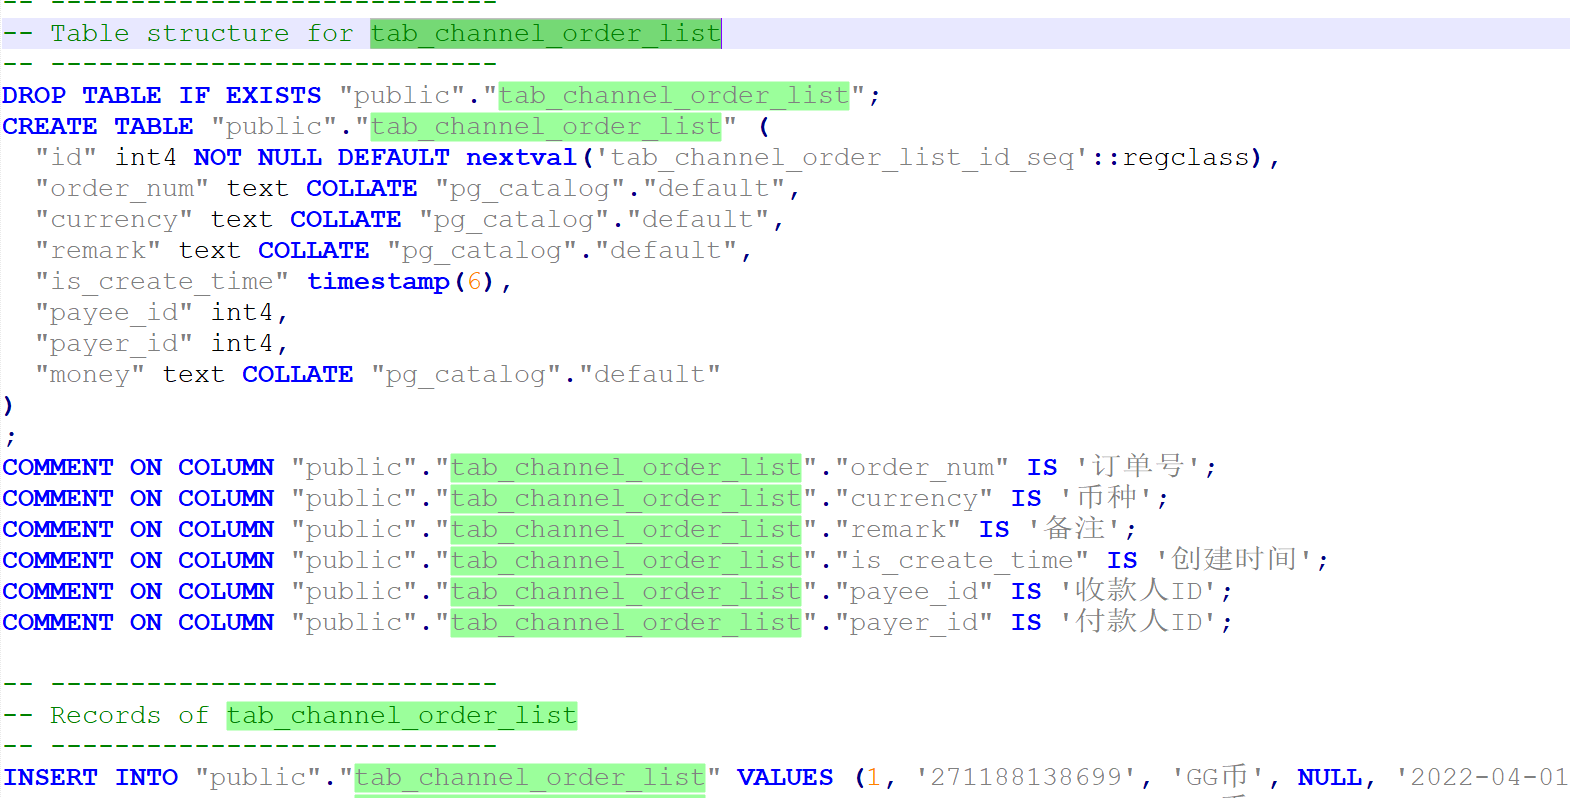 -- ----------------------------
-- Table structure for tab_channel_order_list
-- ----------------------------
DROP TABLE IF EXISTS "public"."tab_channel_order_list";
CREATE TABLE "public"."tab_channel_order_list" (
  "id" int4 NOT NULL DEFAULT nextval('tab_channel_order_list_id_seq'::regclass),
  "order_num" text COLLATE "pg_catalog"."default",
  "currency" text COLLATE "pg_catalog"."default",
  "remark" text COLLATE "pg_catalog"."default",
  "is_create_time" timestamp(6),
  "payee_id" int4,
  "payer_id" int4,
  "money" text COLLATE "pg_catalog"."default"
)
;
COMMENT ON COLUMN "public"."tab_channel_order_list"."order_num" IS '订单号';
COMMENT ON COLUMN "public"."tab_channel_order_list"."currency" IS '币种';
COMMENT ON COLUMN "public"."tab_channel_order_list"."remark" IS '备注';
COMMENT ON COLUMN "public"."tab_channel_order_list"."is_create_time" IS '创建时间';
COMMENT ON COLUMN "public"."tab_channel_order_list"."payee_id" IS '收款人ID';
COMMENT ON COLUMN "public"."tab_channel_order_list"."payer_id" IS '付款人ID';
-- ----------------------------
-- Records of tab_channel_order_list
-- ----------------------------
INSERT INTO "public"."tab_channel_order_list" VALUES (1, '271188138699', 'GG币', NULL, '2022-04-01